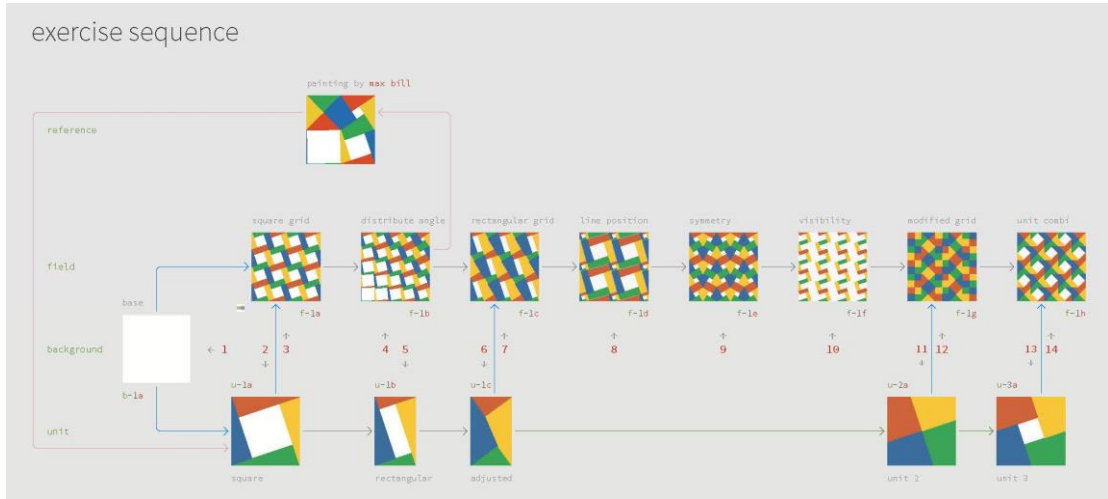 exercise sequence
painting by max bill
reference
square grid distribute angle rectangular grid line position symmetry visibility modified grid unit combi
field
base
f-1a f-1b f-1c f-1d f-1e f-1f f-1g f-1h
background
1 2 3 4 5 6 7 8 9 10 11 12 13 14
b-1a
u-1a u-1b u-1c u-2a u-3a
unit
square rectangular adjusted unit 2 unit 3